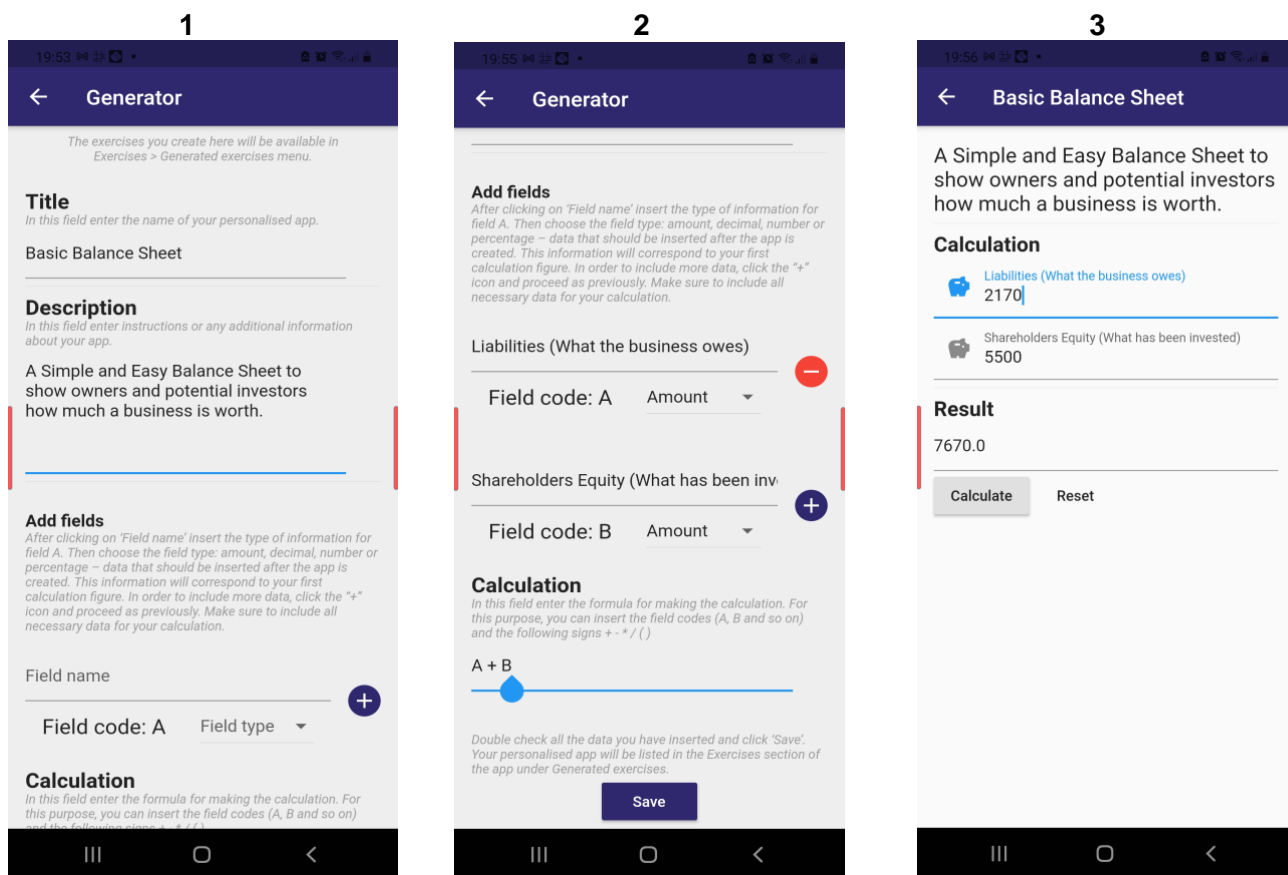 1
19:53
Generator
The exercises you create here will be available in
Exercises > Generated exercises menu.
Title
In this field enter the name of your personalised app.
Basic Balance Sheet
Description
In this field enter instructions or any additional information
about your app.
A Simple and Easy Balance Sheet to
show owners and potential investors
how much a business is worth.
Add fields
After clicking on 'Field name' insert the type of information for
field A. Then choose the field type: amount, decimal, number or
percentage – data that should be inserted after the app is
created. This information will correspond to your first
calculation figure. In order to include more data, click the "+"
icon and proceed as previously. Make sure to include all
necessary data for your calculation.
Field name
Field code: A Field type
Calculation
In this field enter the formula for making the calculation. For
this purpose, you can insert the field codes (A, B and so on)
and the following signs + - * / ( )
2
19:55
Generator
Add fields
After clicking on 'Field name' insert the type of information for
field A. Then choose the field type: amount, decimal, number or
percentage – data that should be inserted after the app is
created. This information will correspond to your first
calculation figure. In order to include more data, click the "+"
icon and proceed as previously. Make sure to include all
necessary data for your calculation.
Liabilities (What the business owes)
Field code: A Amount
Shareholders Equity (What has been inv
Field code: B Amount
Calculation
In this field enter the formula for making the calculation. For
this purpose, you can insert the field codes (A, B and so on)
and the following signs + - * / ( )
A + B
Double check all the data you have inserted and click 'Save'.
Your personalised app will be listed in the Exercises section of
the app under Generated exercises.
Save
3
19:56
Basic Balance Sheet
A Simple and Easy Balance Sheet to
show owners and potential investors
how much a business is worth.
Calculation
Liabilities (What the business owes)
2170
Shareholders Equity (What has been invested)
5500
Result
7670.0
Calculate Reset